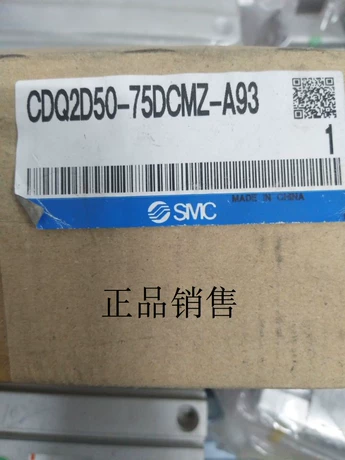 CDQ2D50-75DCMZ-A93
1
MADE IN CHINA
SMC
正品销售